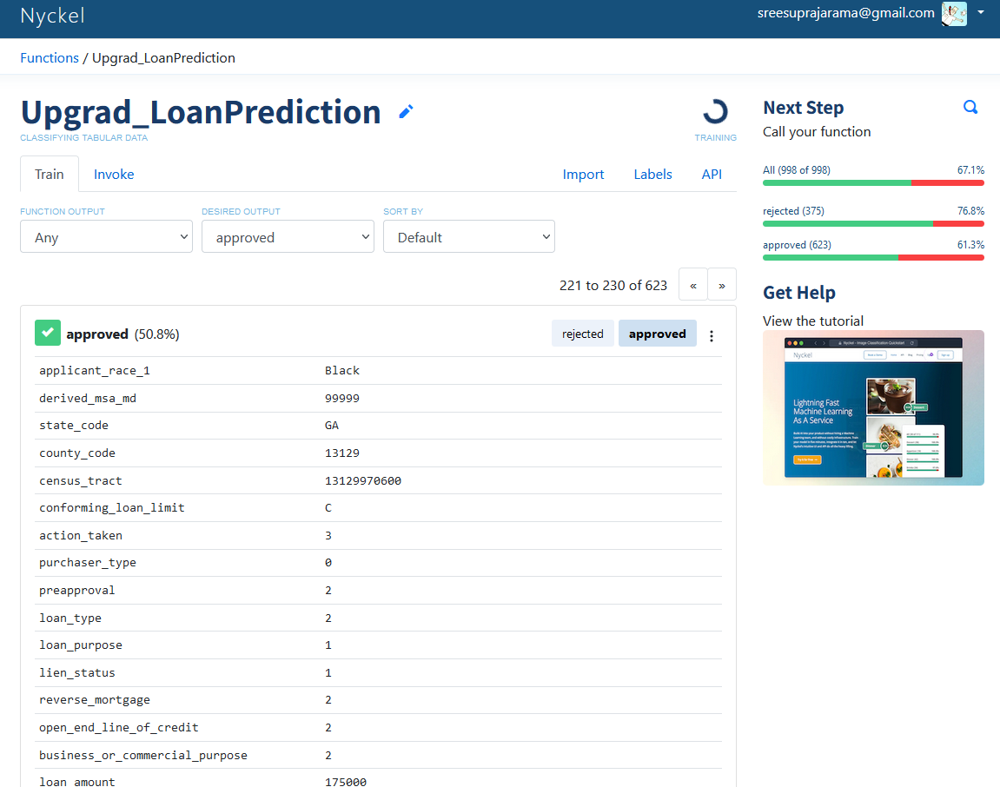 Nyckel
sreesuprajarama@gmail.com
Functions / Upgrad_LoanPrediction
Upgrad_LoanPrediction
CLASSIFYING TABULAR DATA
TRAINING
Train
Invoke
Import
Labels
API
FUNCTION OUTPUT
DESIRED OUTPUT
SORT BY
Any
approved
Default
221 to 230 of 623
«
»
approved (50.8%)
rejected
approved
applicant_race_1 Black
derived_msa_md 99999
state_code GA
county_code 13129
census_tract 13129970600
conforming_loan_limit C
action_taken 3
purchaser_type 0
preapproval 2
loan_type 2
loan_purpose 1
lien_status 1
reverse_mortgage 2
open_end_line_of_credit 2
business_or_commercial_purpose 2
loan_amount 175000
Next Step
Call your function
All (998 of 998) 67.1%
rejected (375) 76.8%
approved (623) 61.3%
Get Help
View the tutorial
Nyckel - Image Classification Quickstart
Nyckel
Lightning Fast
Machine Learning
As A Service